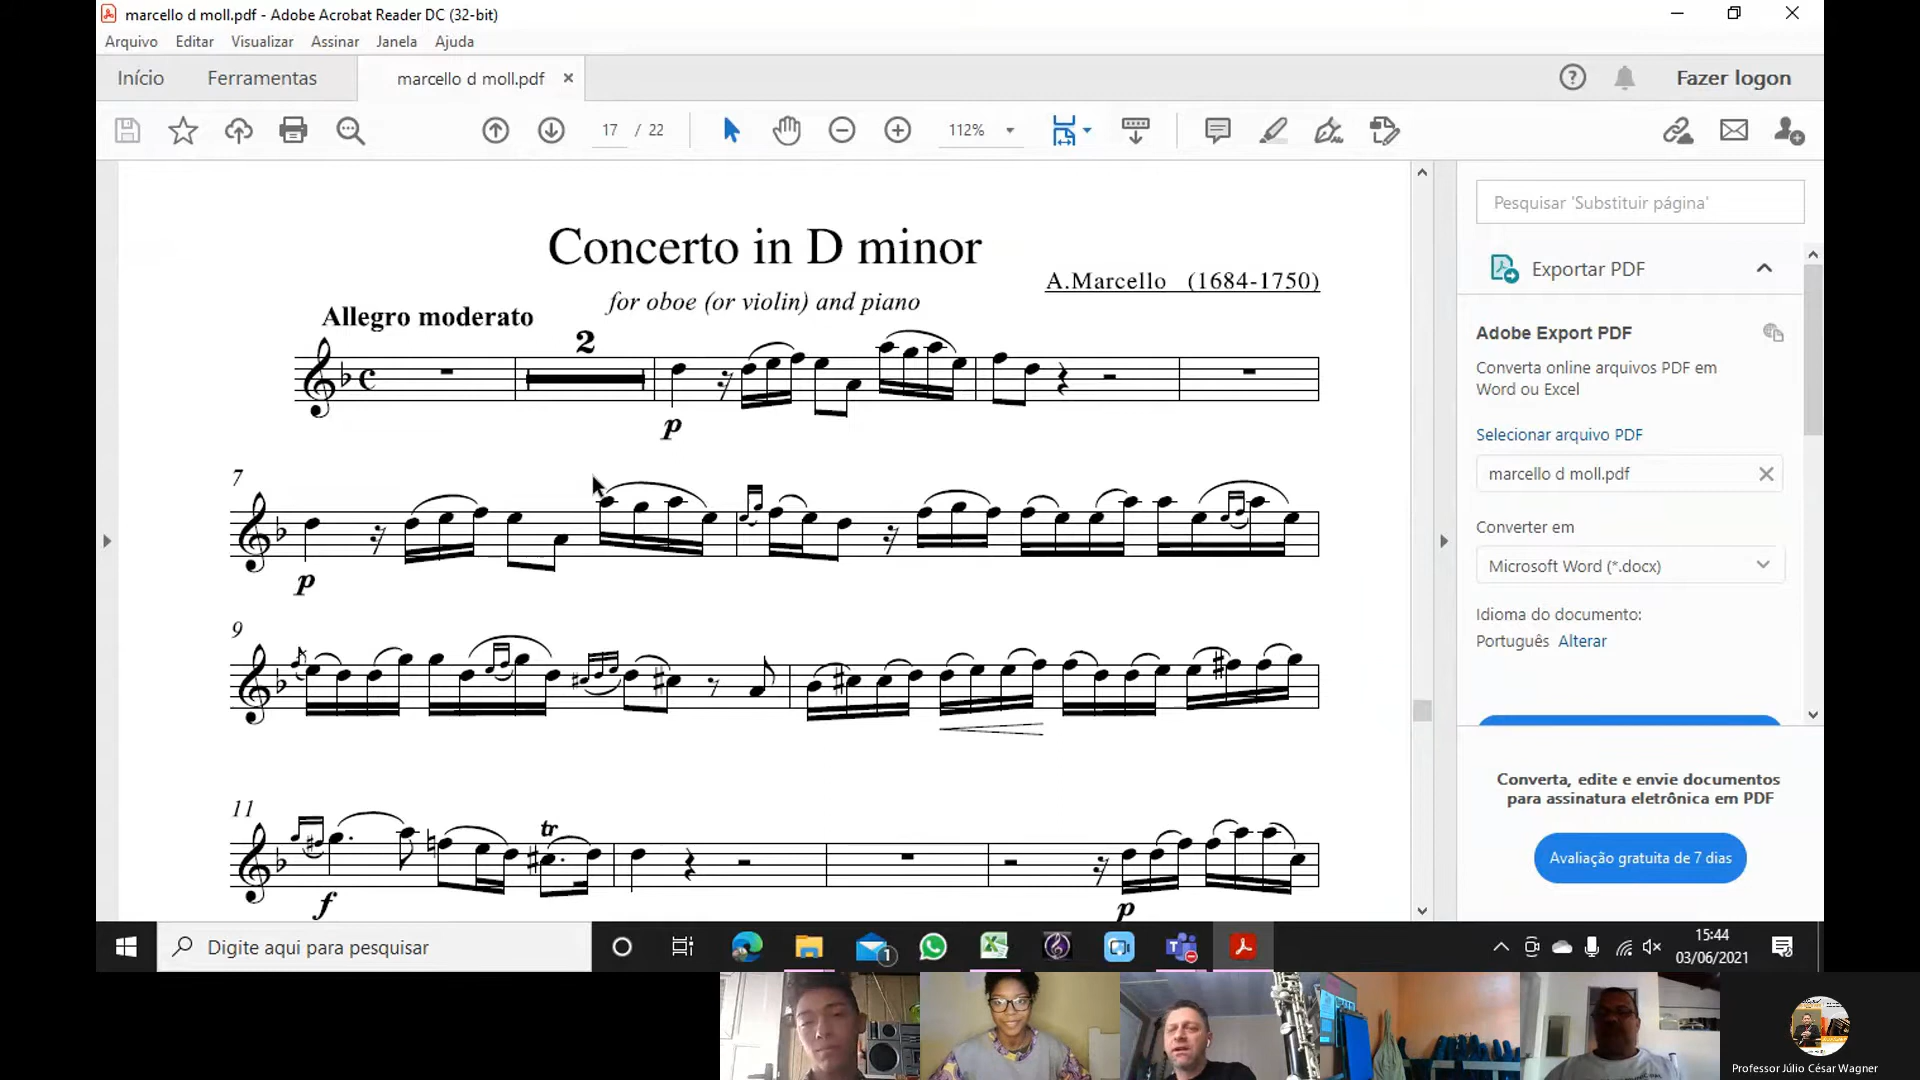 marcello d moll.pdf - Adobe Acrobat Reader DC (32-bit)
Arquivo Editar Visualizar Assinar Janela Ajuda
Início Ferramentas marcello d moll.pdf Fazer logon
17 / 22 112%
Concerto in D minor
A.Marcello (1684-1750)
for oboe (or violin) and piano
Allegro moderato
2
p
7
p
9
11
tr
f p
Pesquisar 'Substituir página'
Exportar PDF
Adobe Export PDF
Converta online arquivos PDF em
Word ou Excel
Selecionar arquivo PDF
marcello d moll.pdf
Converter em
Microsoft Word (*.docx)
Idioma do documento:
Português Alterar
Converta, edite e envie documentos
para assinatura eletrônica em PDF
Avaliação gratuita de 7 dias
Digite aqui para pesquisar
1
15:44
03/06/2021
Professor Júlio César Wagner